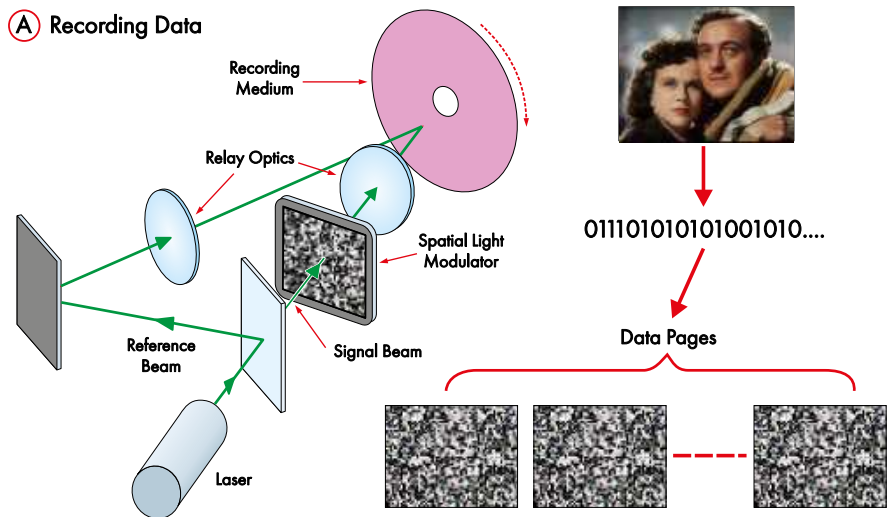 A Recording Data
Recording
Medium
Relay Optics
Spatial Light
Modulator
Signal Beam
Reference
Beam
Laser
011101010101001010....
Data Pages